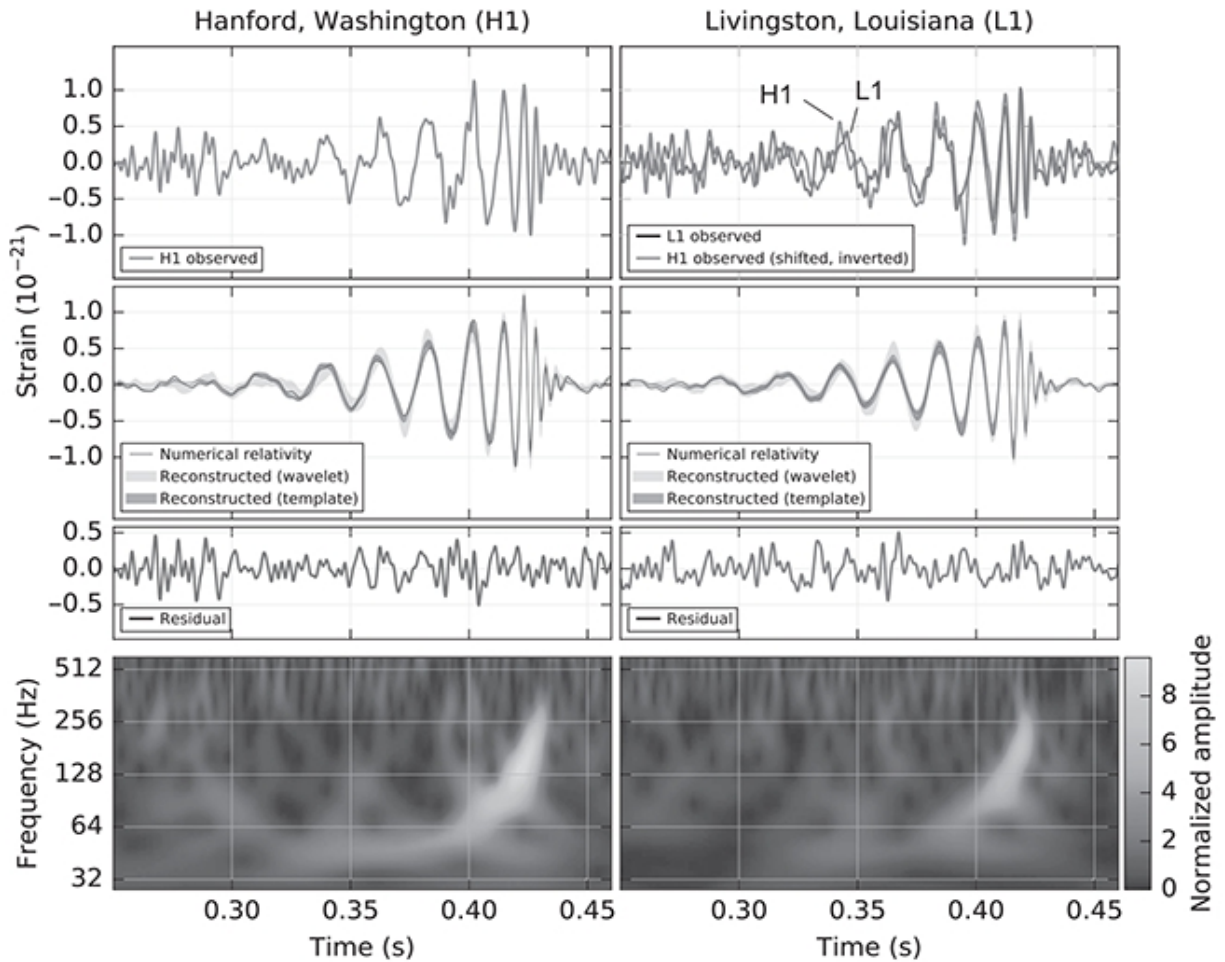 Hanford, Washington (H1)
Livingston, Louisiana (L1)
Strain (10⁻²¹)
1.0
0.5
0.0
−0.5
−1.0
H1 observed
H1
L1
L1 observed
H1 observed (shifted, inverted)
1.0
0.5
0.0
−0.5
−1.0
Numerical relativity
Reconstructed (wavelet)
Reconstructed (template)
Numerical relativity
Reconstructed (wavelet)
Reconstructed (template)
0.5
0.0
−0.5
Residual
Residual
Frequency (Hz)
512
256
128
64
32
Normalized amplitude
8
6
4
2
0
0.30 0.35 0.40 0.45
0.30 0.35 0.40 0.45
Time (s)
Time (s)